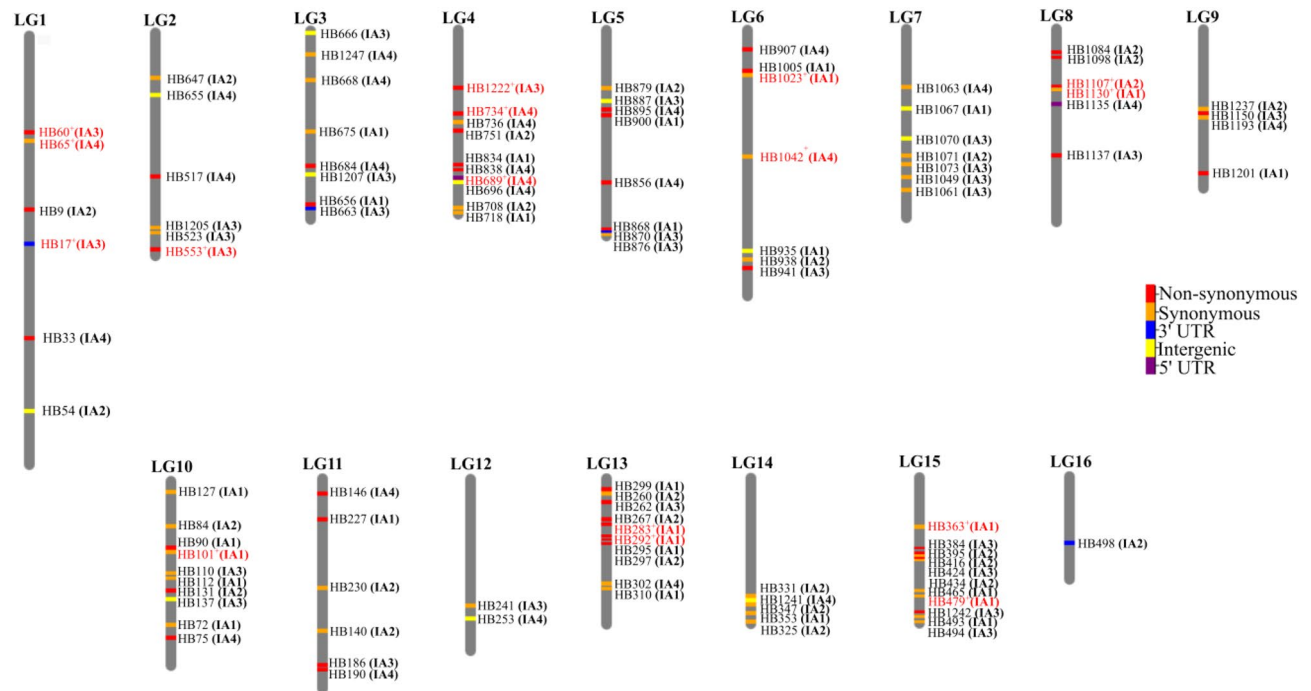 LG1
HB60+(IA3)
HB65+(IA4)
HB9 (IA2)
HB17+(IA3)
HB33 (IA4)
HB54 (IA2)
LG2
HB647 (IA2)
HB655 (IA4)
HB517 (IA4)
HB1205 (IA3)
HB523 (IA3)
HB553+(IA3)
LG3
HB666 (IA3)
HB1247 (IA4)
HB668 (IA4)
HB675 (IA1)
HB684 (IA4)
HB1207 (IA3)
HB656 (IA1)
HB663 (IA3)
LG4
HB1222+(IA3)
HB734+(IA4)
HB736 (IA4)
HB751 (IA2)
HB834 (IA1)
HB838 (IA4)
HB689+(IA4)
HB696 (IA4)
HB708 (IA2)
HB718 (IA1)
LG5
HB879 (IA2)
HB887 (IA3)
HB895 (IA4)
HB900 (IA1)
HB856 (IA4)
HB868 (IA1)
HB870 (IA3)
HB876 (IA3)
LG6
HB907 (IA4)
HB1005 (IA1)
HB1023+(IA1)
HB1042+(IA4)
HB935 (IA1)
HB938 (IA2)
HB941 (IA3)
LG7
HB1063 (IA4)
HB1067 (IA1)
HB1070 (IA3)
HB1071 (IA2)
HB1073 (IA3)
HB1049 (IA3)
HB1061 (IA3)
LG8
HB1084 (IA2)
HB1098 (IA2)
HB1107+(IA2)
HB1130+(IA1)
HB1135 (IA4)
HB1137 (IA3)
LG9
HB1237 (IA2)
HB1150 (IA3)
HB1193 (IA4)
HB1201 (IA1)
Non-synonymous
Synonymous
3' UTR
Intergenic
5' UTR
LG10
HB127 (IA1)
HB84 (IA2)
HB90 (IA1)
HB101+(IA1)
HB110 (IA3)
HB112 (IA1)
HB131 (IA2)
HB137 (IA3)
HB72 (IA1)
HB75 (IA4)
LG11
HB146 (IA4)
HB227 (IA1)
HB230 (IA2)
HB140 (IA2)
HB186 (IA3)
HB190 (IA4)
LG12
HB241 (IA3)
HB253 (IA4)
LG13
HB299 (IA1)
HB260 (IA2)
HB262 (IA3)
HB267 (IA2)
HB283+(IA1)
HB292+(IA1)
HB295 (IA1)
HB297 (IA2)
HB302 (IA4)
HB310 (IA1)
LG14
HB331 (IA2)
HB1241 (IA4)
HB347 (IA2)
HB353 (IA1)
HB325 (IA2)
LG15
HB363+(IA1)
HB384 (IA3)
HB395 (IA2)
HB416 (IA2)
HB424 (IA3)
HB434 (IA2)
HB465 (IA1)
HB479+(IA1)
HB1242 (IA3)
HB493 (IA1)
HB494 (IA3)
LG16
HB498 (IA2)